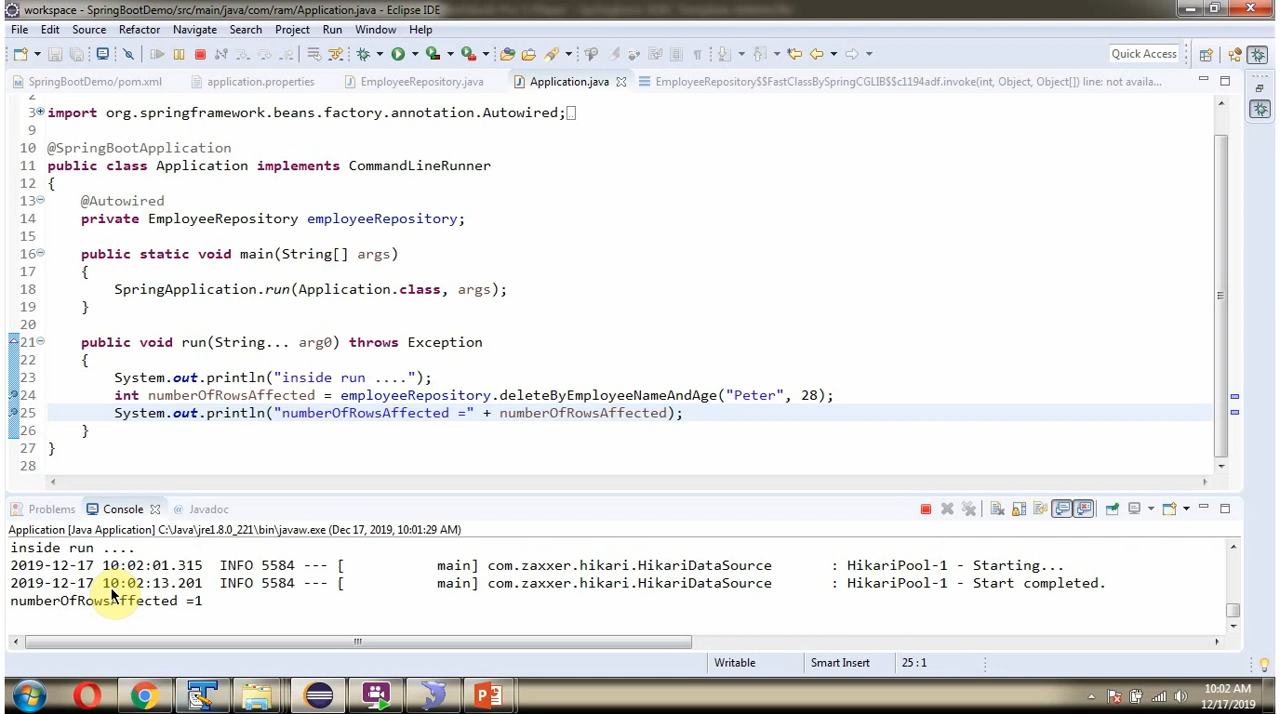 workspace - SpringBootDemo/src/main/java/com/ram/Application.java - Eclipse IDE
File Edit Source Refactor Navigate Search Project Run Window Help
Quick Access
SpringBootDemo/pom.xml application.properties EmployeeRepository.java Application.java EmployeeRepository$$FastClassBySpringCGLIB$$c1194adf.invoke(int, Object, Object[]) line: not availa...
2
3 import org.springframework.beans.factory.annotation.Autowired;
9
10 @SpringBootApplication
11 public class Application implements CommandLineRunner
12 {
13 @Autowired
14 private EmployeeRepository employeeRepository;
15
16 public static void main(String[] args)
17 {
18 SpringApplication.run(Application.class, args);
19 }
20
21 public void run(String... arg0) throws Exception
22 {
23 System.out.println("inside run ....");
24 int numberOfRowsAffected = employeeRepository.deleteByEmployeeNameAndAge("Peter", 28);
25 System.out.println("numberOfRowsAffected =" + numberOfRowsAffected);
26 }
27 }
28
Problems Console Javadoc
Application [Java Application] C:\Java\jre1.8.0_221\bin\javaw.exe (Dec 17, 2019, 10:01:29 AM)
inside run ....
2019-12-17 10:02:01.315 INFO 5584 --- [ main] com.zaxxer.hikari.HikariDataSource : HikariPool-1 - Starting...
2019-12-17 10:02:13.201 INFO 5584 --- [ main] com.zaxxer.hikari.HikariDataSource : HikariPool-1 - Start completed.
numberOfRowsAffected =1
Writable Smart Insert 25 : 1
10:02 AM
12/17/2019